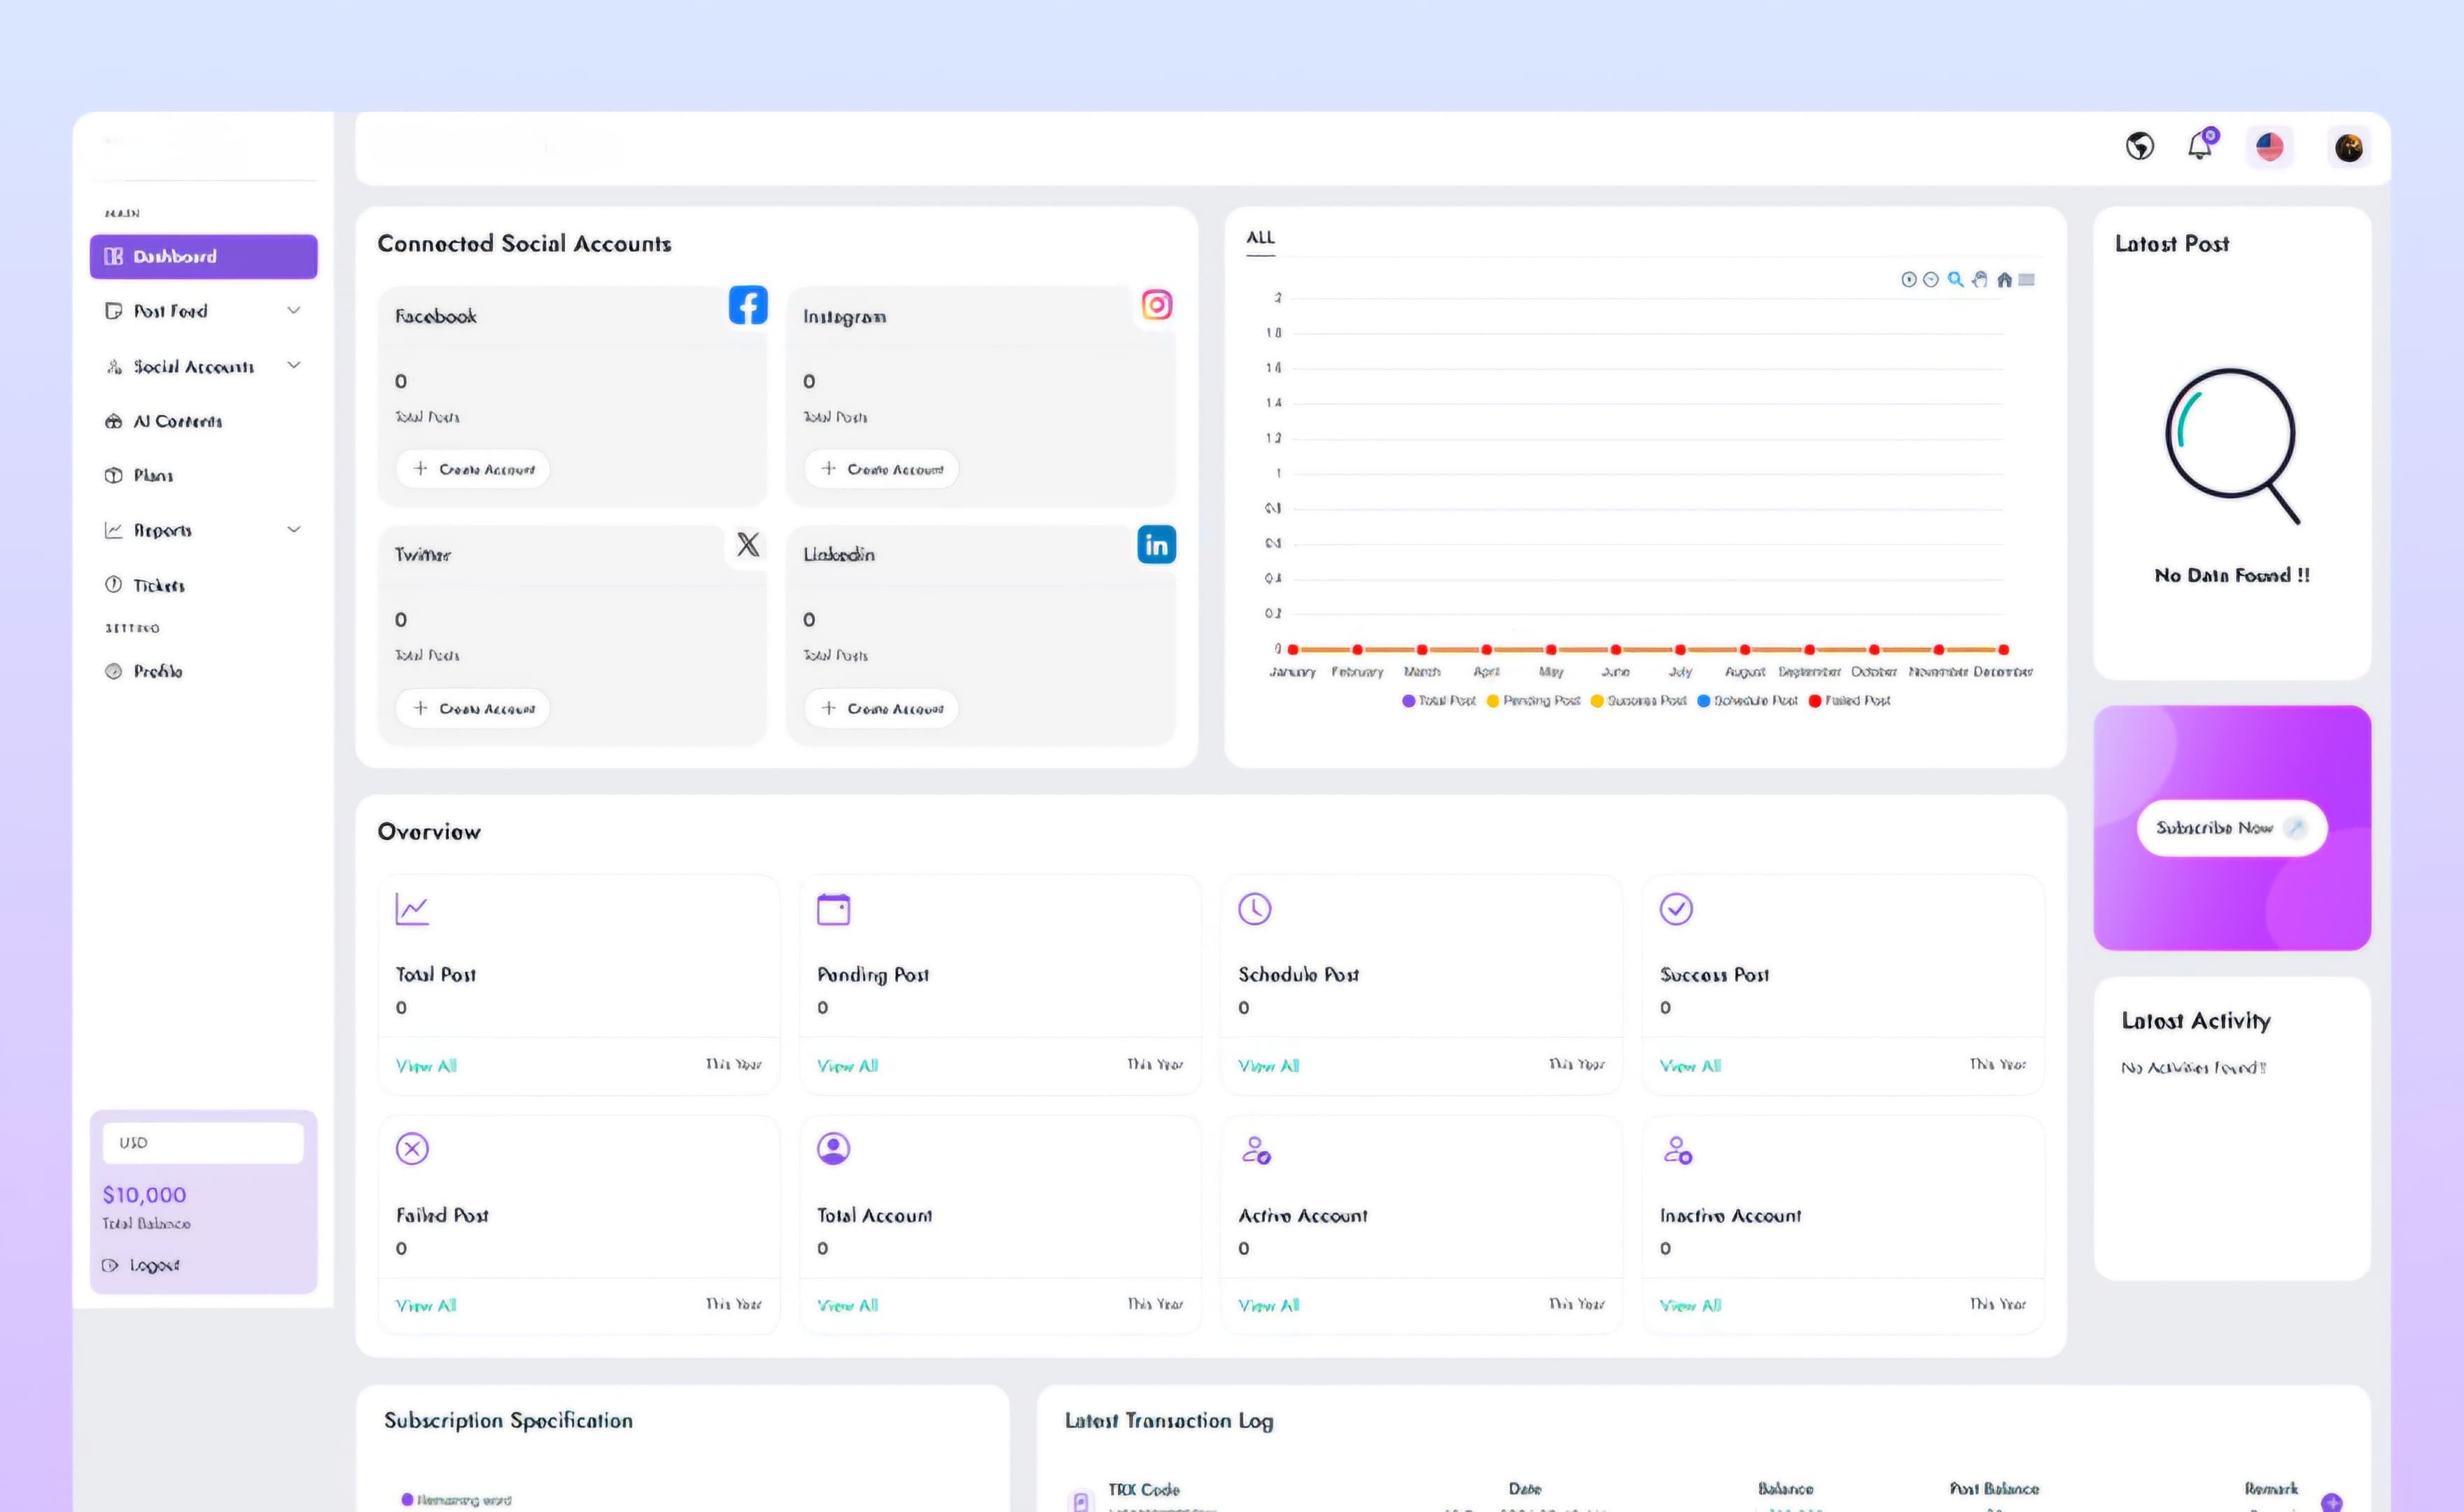 MAIN
Dashboard
Post Feed
Social Accounts
AI Contents
Plans
Reports
Tickets
SETTING
Profile
USD
$10,000
Total Balance
Logout
Connected Social Accounts
Facebook
0
Total Posts
+ Create Account
Instagram
0
Total Posts
+ Create Account
Twitter
0
Total Posts
+ Create Account
Linkedin
0
Total Posts
+ Create Account
ALL
2
1.8
1.6
1.4
1.2
1
0.4
0.2
0
January February March April May June July August September October November December
Total Post Pending Post Success Post Schedule Post Failed Post
Latest Post
No Data Found !!
Subscribe Now
Overview
Total Post
0
View All This Year
Pending Post
0
View All This Year
Schedule Post
0
View All This Year
Success Post
0
View All This Year
Failed Post
0
View All This Year
Total Account
0
View All This Year
Active Account
0
View All This Year
Inactive Account
0
View All This Year
Latest Activity
No Activities found !!
Subscription Specification
Remaining word
Latest Transaction Log
TRX Code Date Balance Post Balance Remark